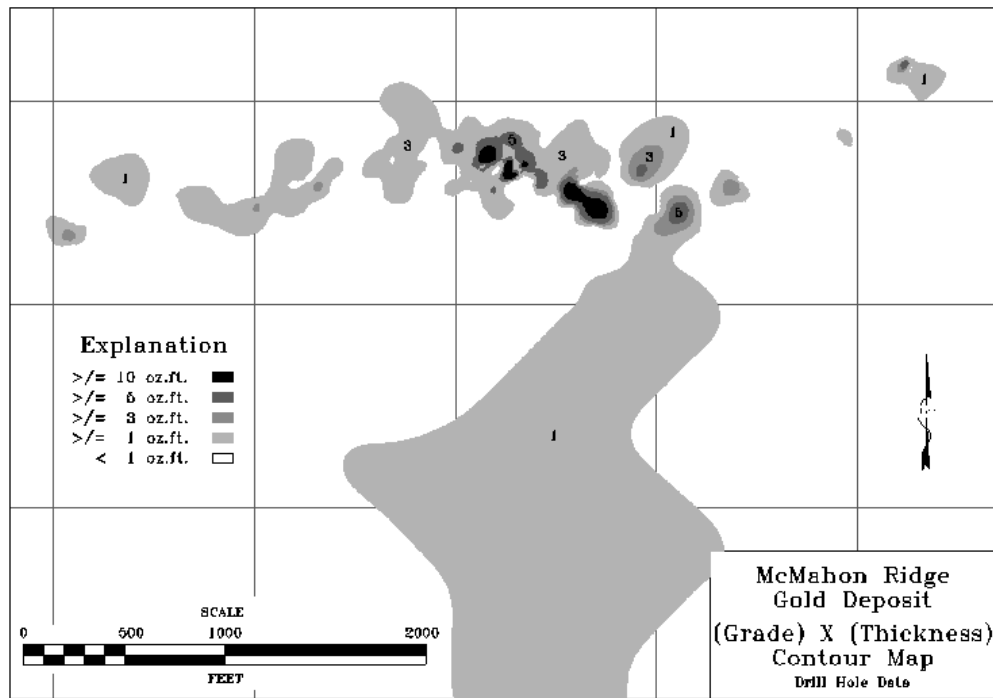 1
1
5
3
3
3
1
5
Explanation
>/= 10 oz.ft.
>/= 5 oz.ft.
>/= 3 oz.ft.
>/= 1 oz.ft.
< 1 oz.ft.
1
SCALE
0 500 1000 2000
FEET
McMahon Ridge
Gold Deposit
(Grade) X (Thickness)
Contour Map
Drill Hole Data